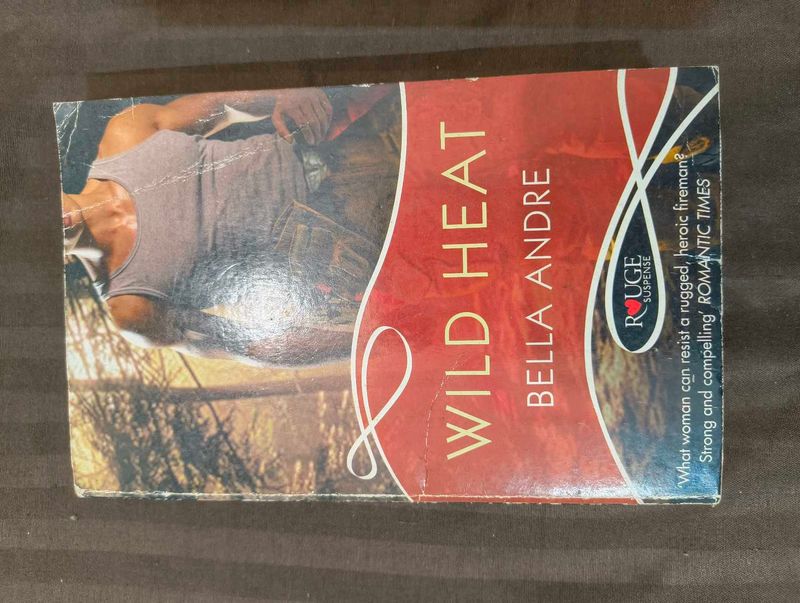 WILD HEAT
BELLA ANDRE
ROUGE
SUSPENSE
'What woman can resist a rugged, heroic fireman?
Strong and compelling' ROMANTIC TIMES